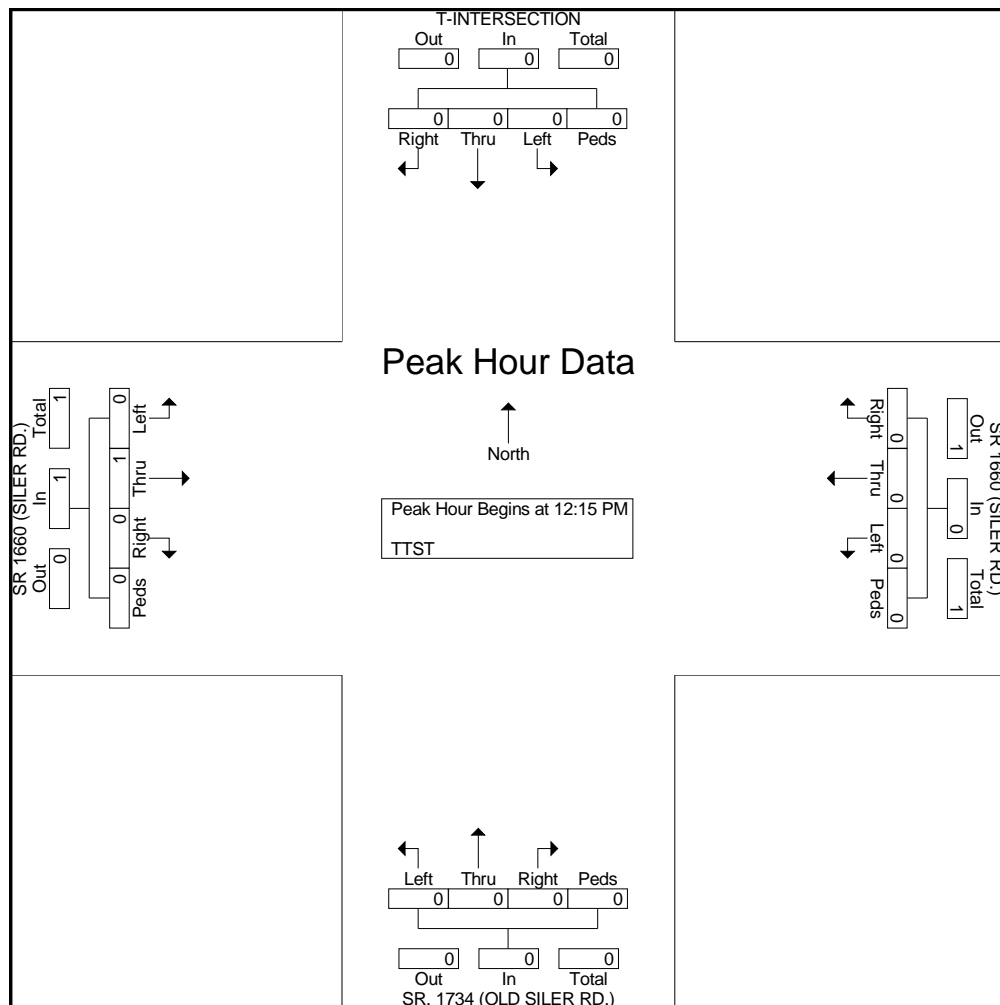 T-INTERSECTION
Out In Total
0 0 0
0 0 0 0
Right Thru Left Peds
Peak Hour Data
North
Peak Hour Begins at 12:15 PM
TTST
SR 1660 (SILER RD.)
Out In Total
0 1 1
0 1 0 0
Left Thru Right Peds
SR 1660 (SILER RD.)
Out In Total
1 0 1
0 0 0 0
Right Thru Left Peds
Left Thru Right Peds
0 0 0 0
0 0 0
Out In Total
SR. 1734 (OLD SILER RD.)